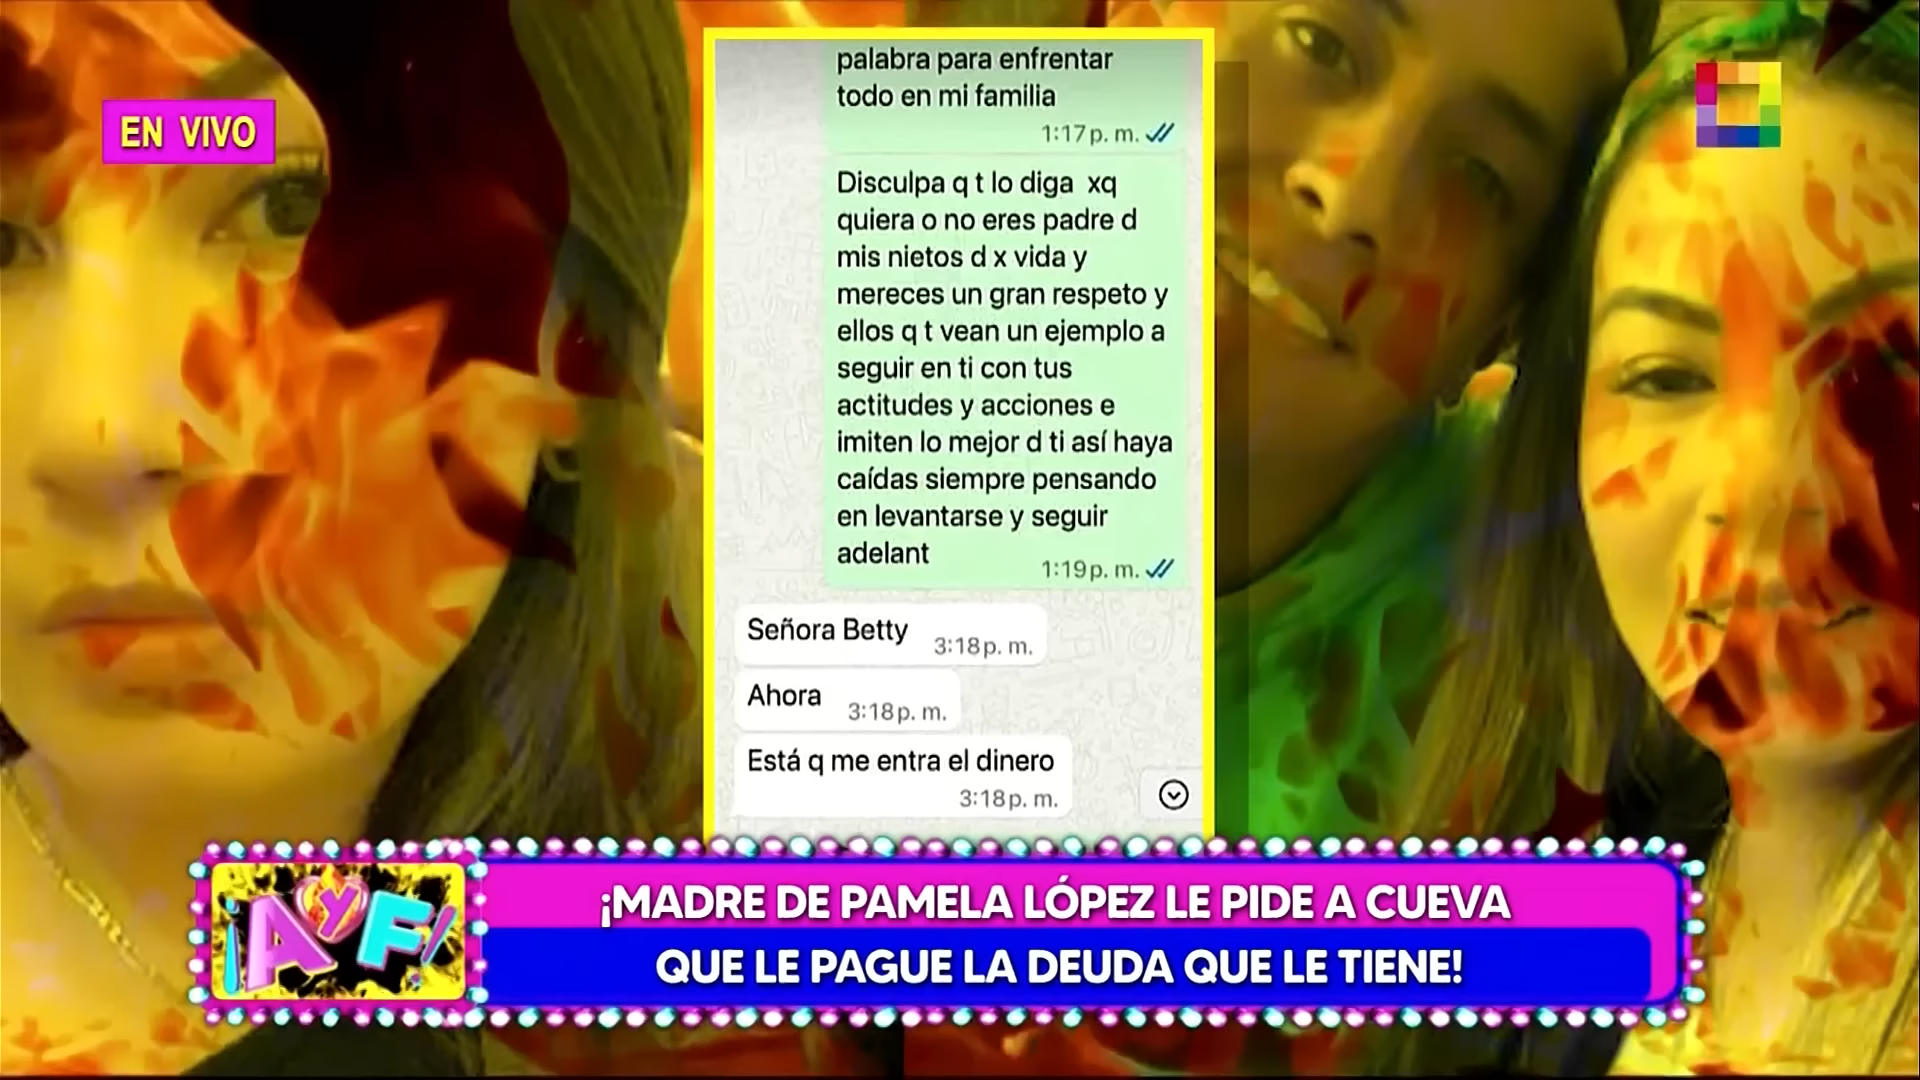 EN VIVO
palabra para enfrentar
todo en mi familia
1:17 p. m.
Disculpa q t lo diga xq
quiera o no eres padre d
mis nietos d x vida y
mereces un gran respeto y
ellos q t vean un ejemplo a
seguir en ti con tus
actitudes y acciones e
imiten lo mejor d ti así haya
caídas siempre pensando
en levantarse y seguir
adelant
1:19 p. m.
Señora Betty
3:18 p. m.
Ahora
3:18 p. m.
Está q me entra el dinero
3:18 p. m.
¡AyF!
¡MADRE DE PAMELA LÓPEZ LE PIDE A CUEVA
QUE LE PAGUE LA DEUDA QUE LE TIENE!